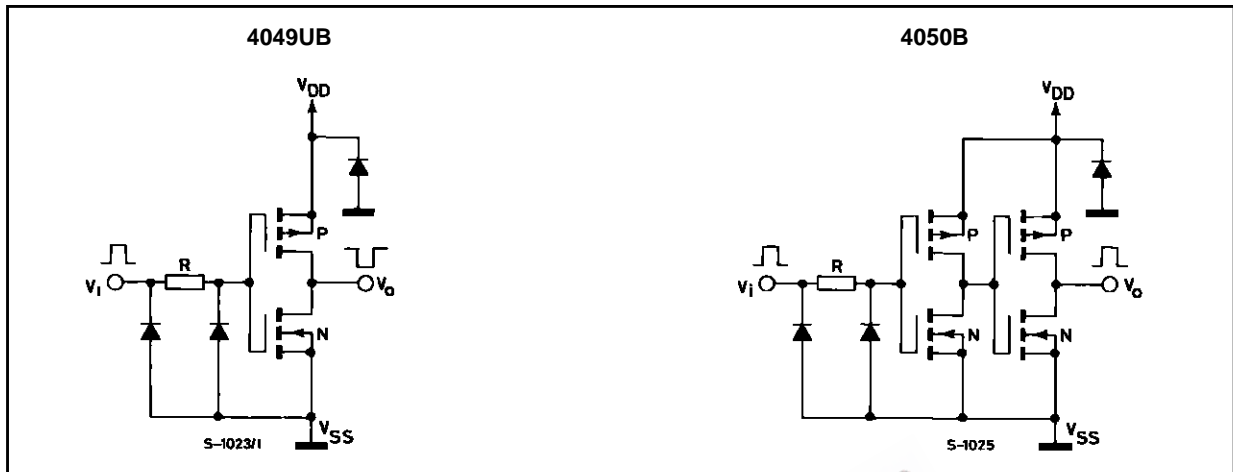 4049UB
VDD
P
R
VI
Vo
N
VSS
S-1023/1
4050B
VDD
P
P
R
Vi
Vo
N
N
VSS
S-1025